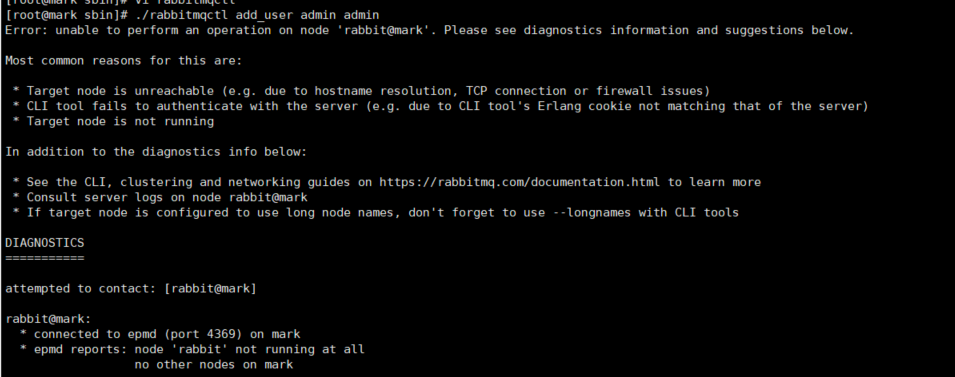 [root@mark sbin]# vi rabbitmqctl
[root@mark sbin]# ./rabbitmqctl add_user admin admin
Error: unable to perform an operation on node 'rabbit@mark'. Please see diagnostics information and suggestions below.
Most common reasons for this are:
* Target node is unreachable (e.g. due to hostname resolution, TCP connection or firewall issues)
* CLI tool fails to authenticate with the server (e.g. due to CLI tool's Erlang cookie not matching that of the server)
* Target node is not running
In addition to the diagnostics info below:
* See the CLI, clustering and networking guides on https://rabbitmq.com/documentation.html to learn more
* Consult server logs on node rabbit@mark
* If target node is configured to use long node names, don't forget to use --longnames with CLI tools
DIAGNOSTICS
===========
attempted to contact: [rabbit@mark]
rabbit@mark:
* connected to epmd (port 4369) on mark
* epmd reports: node 'rabbit' not running at all
no other nodes on mark